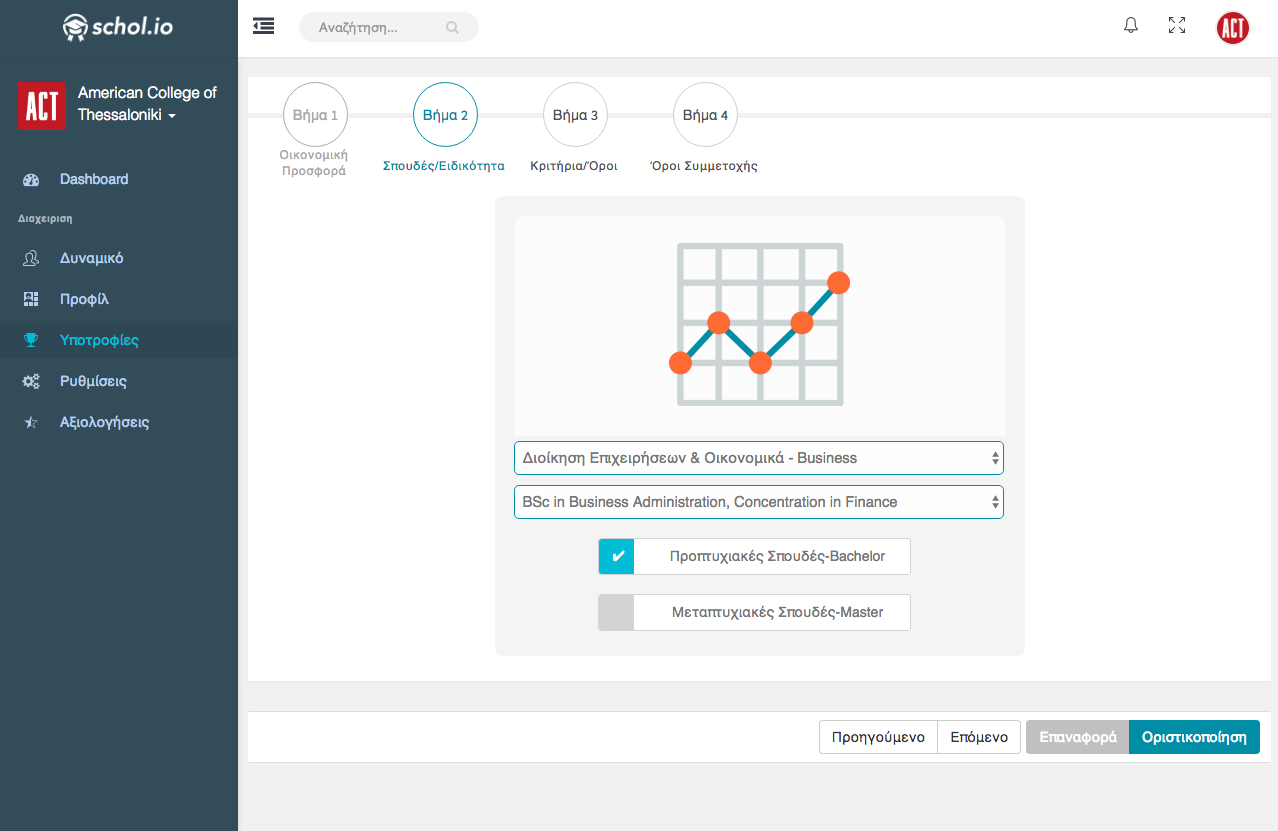 schol.io
Αναζήτηση...
ACT
ACT
American College of
Thessaloniki
Dashboard
Διαχειριση
Δυναμικό
Προφίλ
Υποτροφίες
Ρυθμίσεις
Αξιολογήσεις
Βήμα 1
Οικονομική
Προσφορά
Βήμα 2
Σπουδές/Ειδικότητα
Βήμα 3
Κριτήρια/Όροι
Βήμα 4
Όροι Συμμετοχής
Διοίκηση Επιχειρήσεων & Οικονομικά - Business
BSc in Business Administration, Concentration in Finance
Προπτυχιακές Σπουδές-Bachelor
Μεταπτυχιακές Σπουδές-Master
Προηγούμενο
Επόμενο
Επαναφορά
Οριστικοποίηση